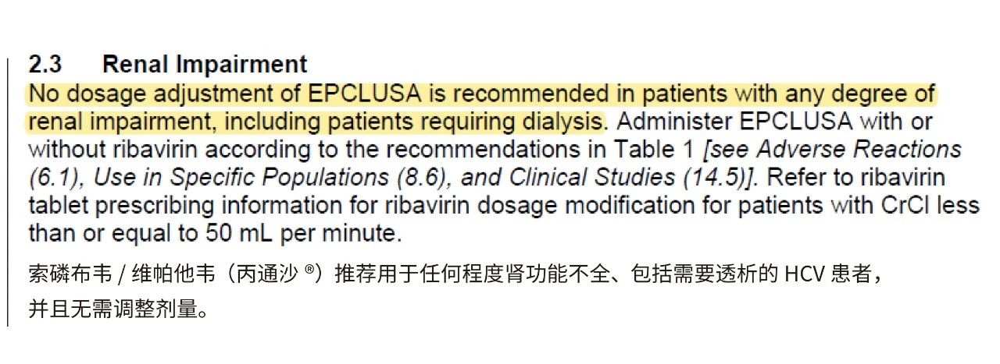 2.3 Renal Impairment
No dosage adjustment of EPCLUSA is recommended in patients with any degree of
renal impairment, including patients requiring dialysis. Administer EPCLUSA with or
without ribavirin according to the recommendations in Table 1 [see Adverse Reactions
(6.1), Use in Specific Populations (8.6), and Clinical Studies (14.5)]. Refer to ribavirin
tablet prescribing information for ribavirin dosage modification for patients with CrCl less
than or equal to 50 mL per minute.
索磷布韦 / 维帕他韦（丙通沙 ®）推荐用于任何程度肾功能不全、包括需要透析的 HCV 患者，
并且无需调整剂量。